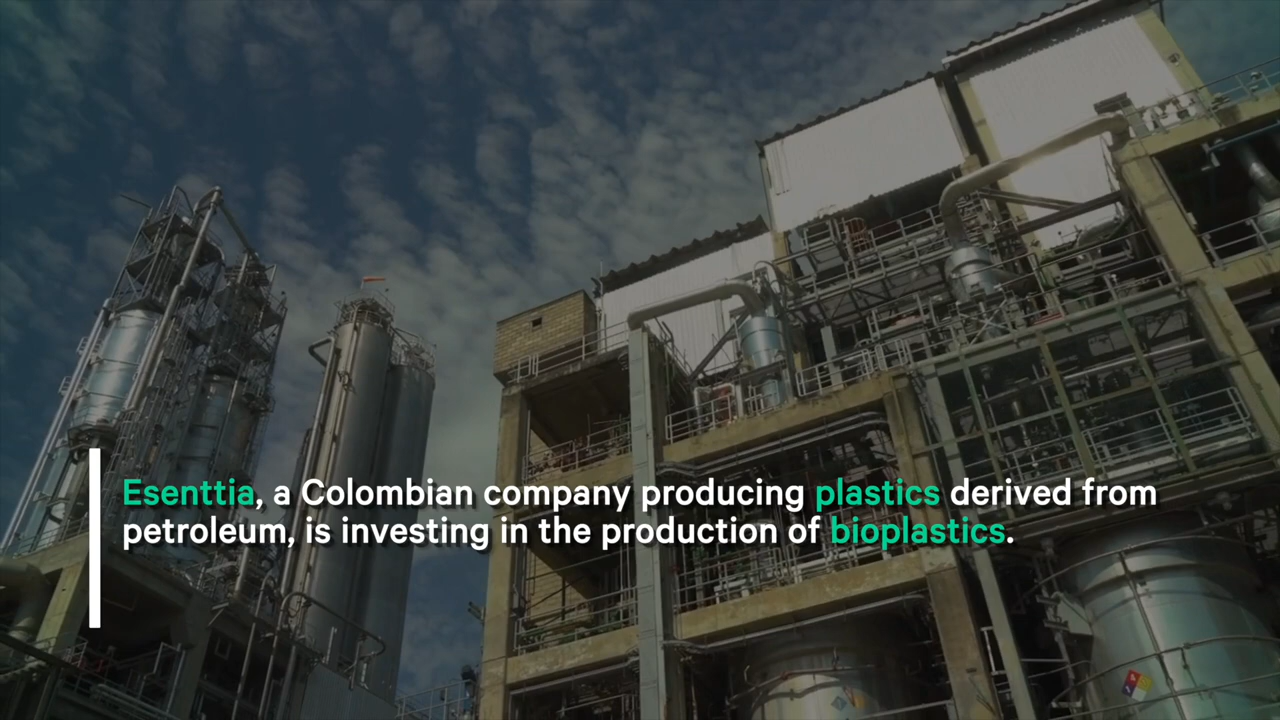 Esenttia, a Colombian company producing plastics derived from
petroleum, is investing in the production of bioplastics.